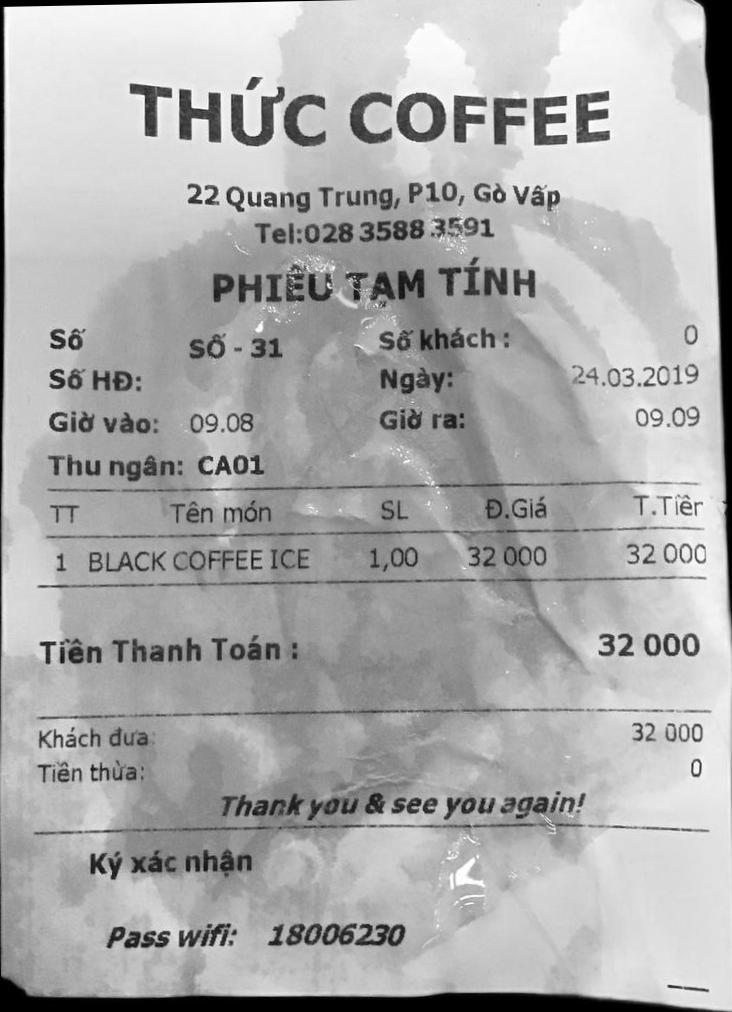 THỨC COFFEE
22 Quang Trung, P10, Gò Vấp
Tel:028 3588 3591
PHIẾU TẠM TÍNH
Số SỐ - 31 Số khách : 0
Số HĐ: Ngày: 24.03.2019
Giờ vào: 09.08 Giờ ra: 09.09
Thu ngân: CA01
TT Tên món SL Đ.Giá T.Tiền
1 BLACK COFFEE ICE 1,00 32 000 32 000
Tiền Thanh Toán : 32 000
Khách đưa: 32 000
Tiền thừa: 0
Thank you & see you again!
Ký xác nhận
Pass wifi: 18006230